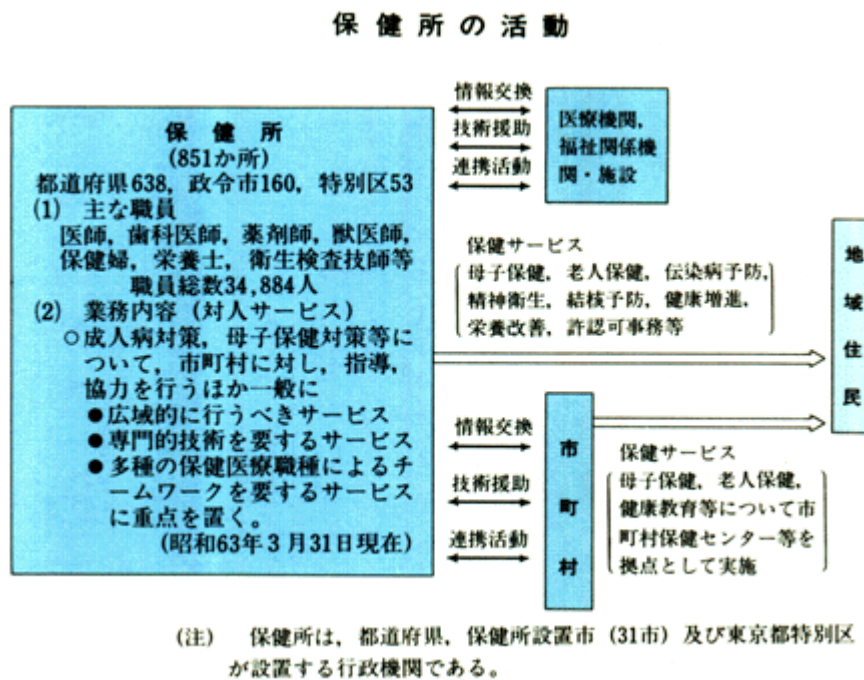 保健所の活動
保健所
(851か所)
都道府県638，政令市160，特別区53
(1) 主な職員
医師，歯科医師，薬剤師，獣医師，
保健婦，栄養士，衛生検査技師等
職員総数34,884人
(2) 業務内容（対人サービス）
○成人病対策，母子保健対策等に
ついて，市町村に対し，指導，
協力を行うほか一般に
●広域的に行うべきサービス
●専門的技術を要するサービス
●多種の保健医療職種によるチ
ームワークを要するサービス
に重点を置く。
(昭和63年3月31日現在)
情報交換
技術援助
連携活動
医療機関，
福祉関係機
関・施設
保健サービス
母子保健，老人保健，伝染病予防，
精神衛生，結核予防，健康増進，
栄養改善，許認可事務等
地域住民
情報交換
技術援助
連携活動
市町村
保健サービス
母子保健，老人保健，
健康教育等について市
町村保健センター等を
拠点として実施
(注) 保健所は，都道府県，保健所設置市（31市）及び東京都特別区
が設置する行政機関である。